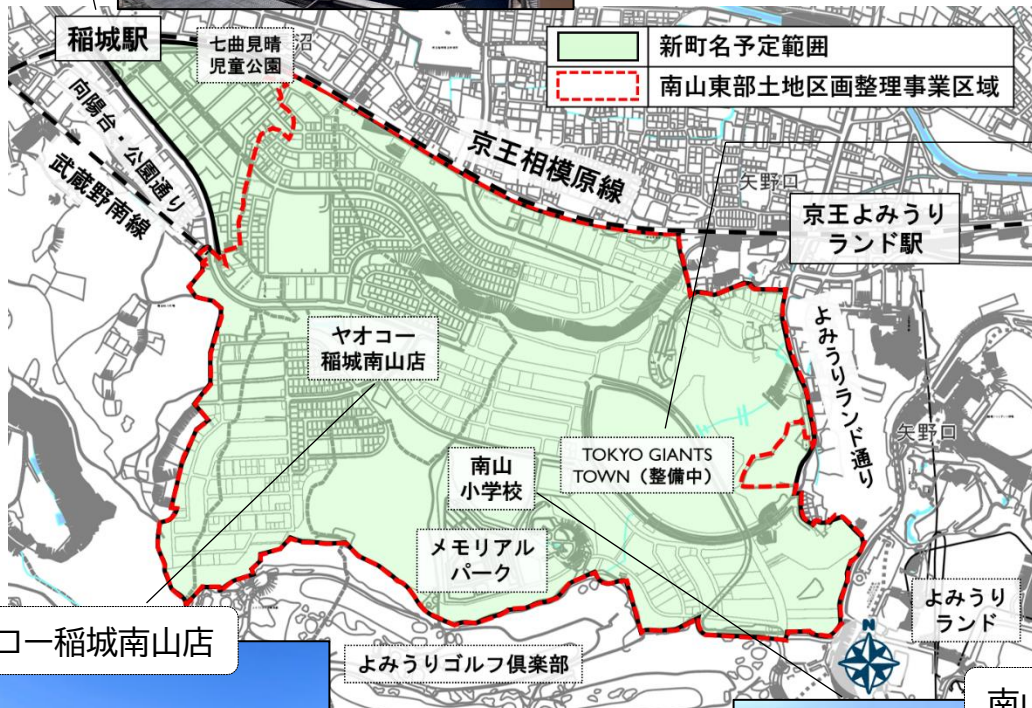 稲城駅
七曲見晴
児童公園
沼
新町名予定範囲
南山東部土地区画整理事業区域
向陽台・公園通り
武蔵野南線
京王相模原線
矢野口
京王よみうり
ランド駅
よみうりランド通り
ヤオコー
稲城南山店
矢野口
TOKYO GIANTS
TOWN（整備中）
南山
小学校
メモリアル
パーク
よみうり
ランド
N
コー稲城南山店
よみうりゴルフ倶楽部
南山